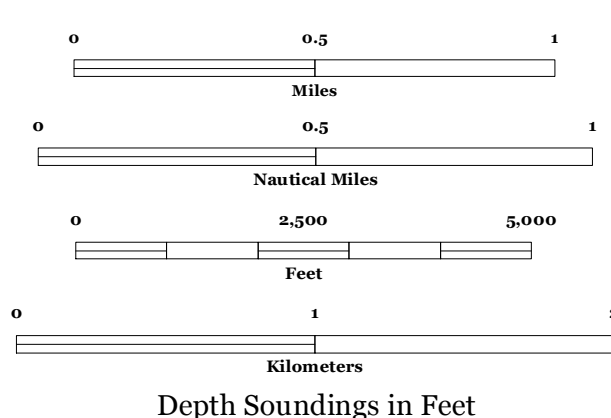 0 0.5 1
Miles
0 0.5 1
Nautical Miles
0 2,500 5,000
Feet
0 1
Kilometers
Depth Soundings in Feet